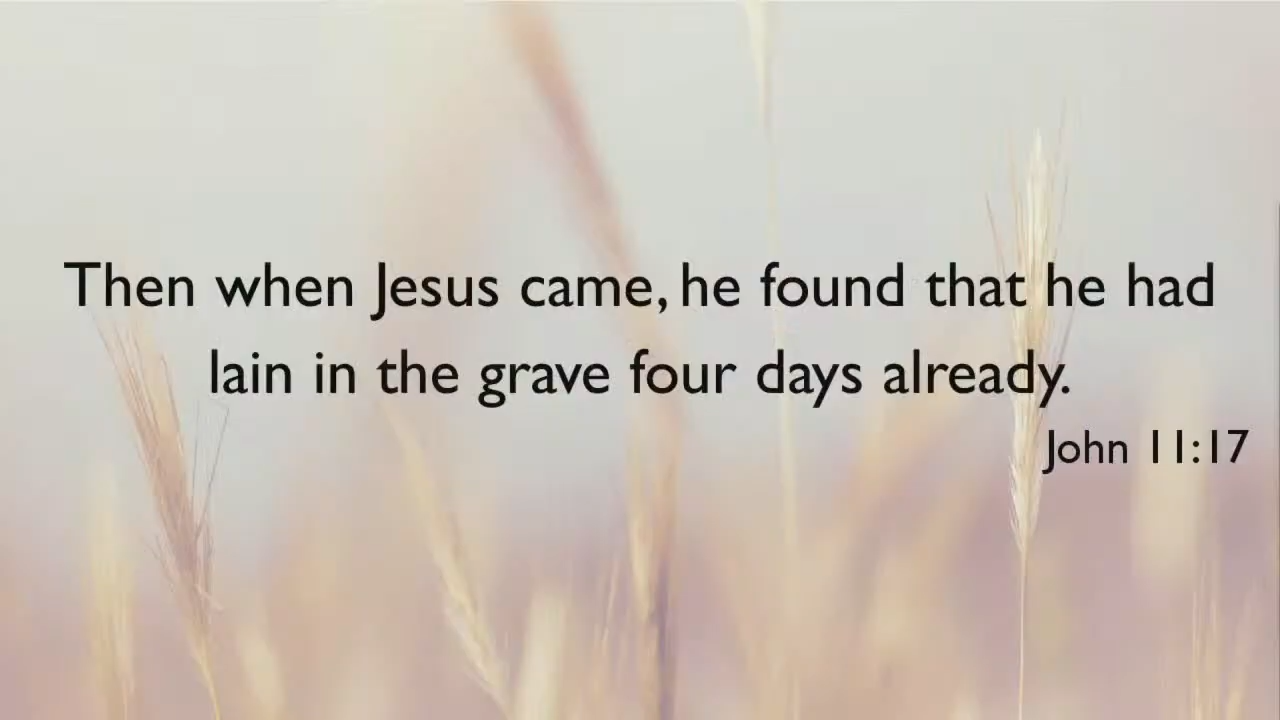 Then when Jesus came, he found that he had
lain in the grave four days already.
John 11:17